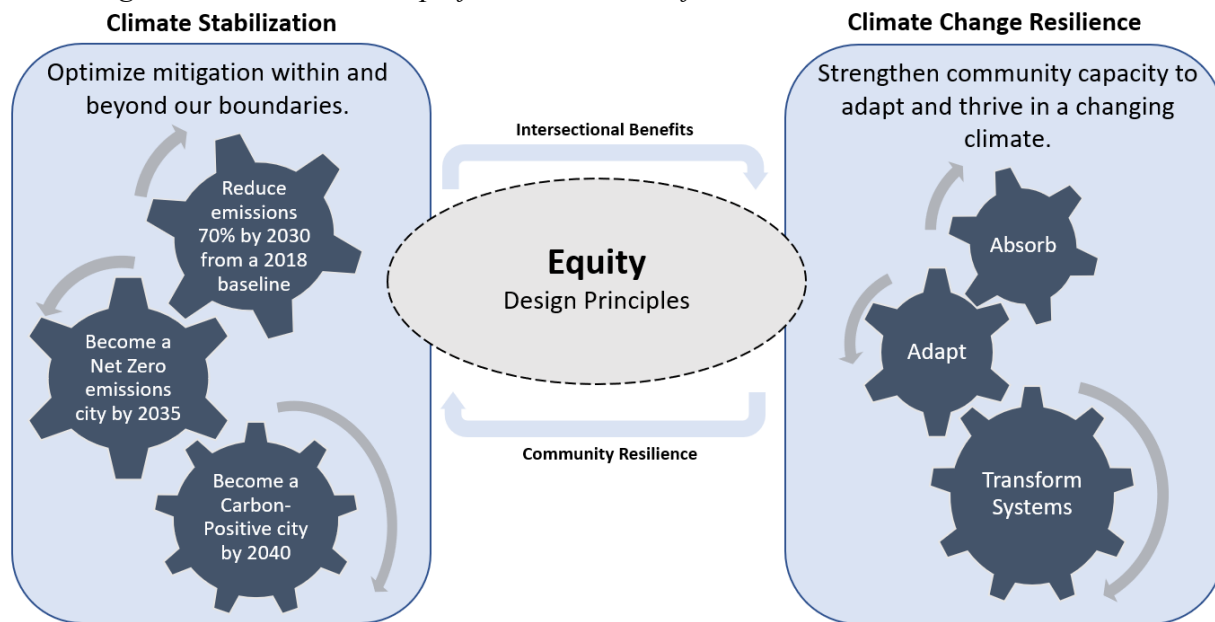 Climate Stabilization
Optimize mitigation within and
beyond our boundaries.
Reduce
emissions
70% by 2030
from a 2018
baseline
Become a
Net Zero
emissions
city by 2035
Become a
Carbon-
Positive city
by 2040
Intersectional Benefits
Equity
Design Principles
Community Resilience
Climate Change Resilience
Strengthen community capacity to
adapt and thrive in a changing
climate.
Absorb
Adapt
Transform
Systems